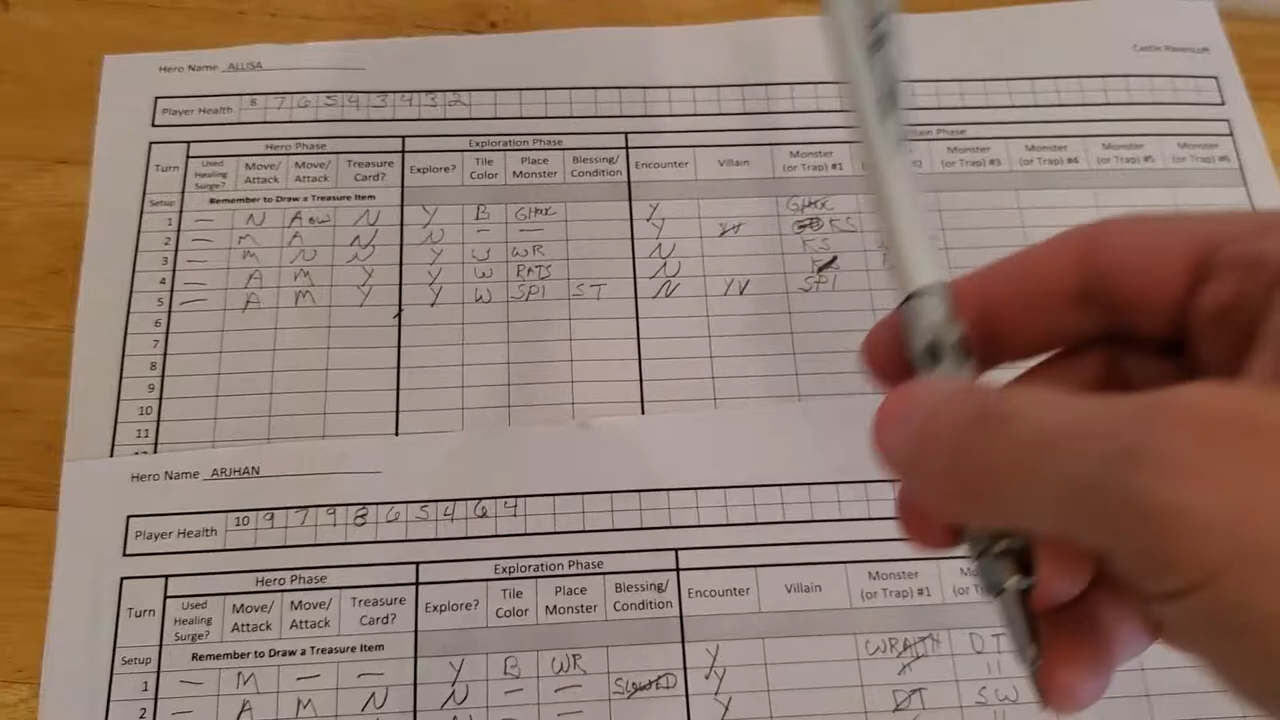 Castle Ravenloft
Hero Name ALLISA
Player Health 8 7 6 5 4 3 4 3 2
Hero Phase Exploration Phase Phase
Turn Used Healing Surge? Move/Attack Move/Attack Treasure Card? Explore? Tile Color Place Monster Blessing/Condition Encounter Villain Monster (or Trap) #1 #2 Monster (or Trap) #3 Monster (or Trap) #4 Monster (or Trap) #5 Monster (or Trap) #6
Setup Remember to Draw a Treasure Item
1 — N N Y B Y
2 — M A N N — — Y KS
3 — M N N Y WR N KS
4 — A M Y Y W RATS N
5 — A M Y Y W SPI ST N SPI
6
7
8
9
10
11
Hero Name ARJHAN
Player Health 10 9 7 9 8 6 5 4 6 4
Hero Phase Exploration Phase
Turn Used Healing Surge? Move/Attack Move/Attack Treasure Card? Explore? Tile Color Place Monster Blessing/Condition Encounter Villain Monster (or Trap) #1
Setup Remember to Draw a Treasure Item
1 — M — — Y B WR Y WRAITH DT
2 — A M N N — — SLOWED Y DT SW